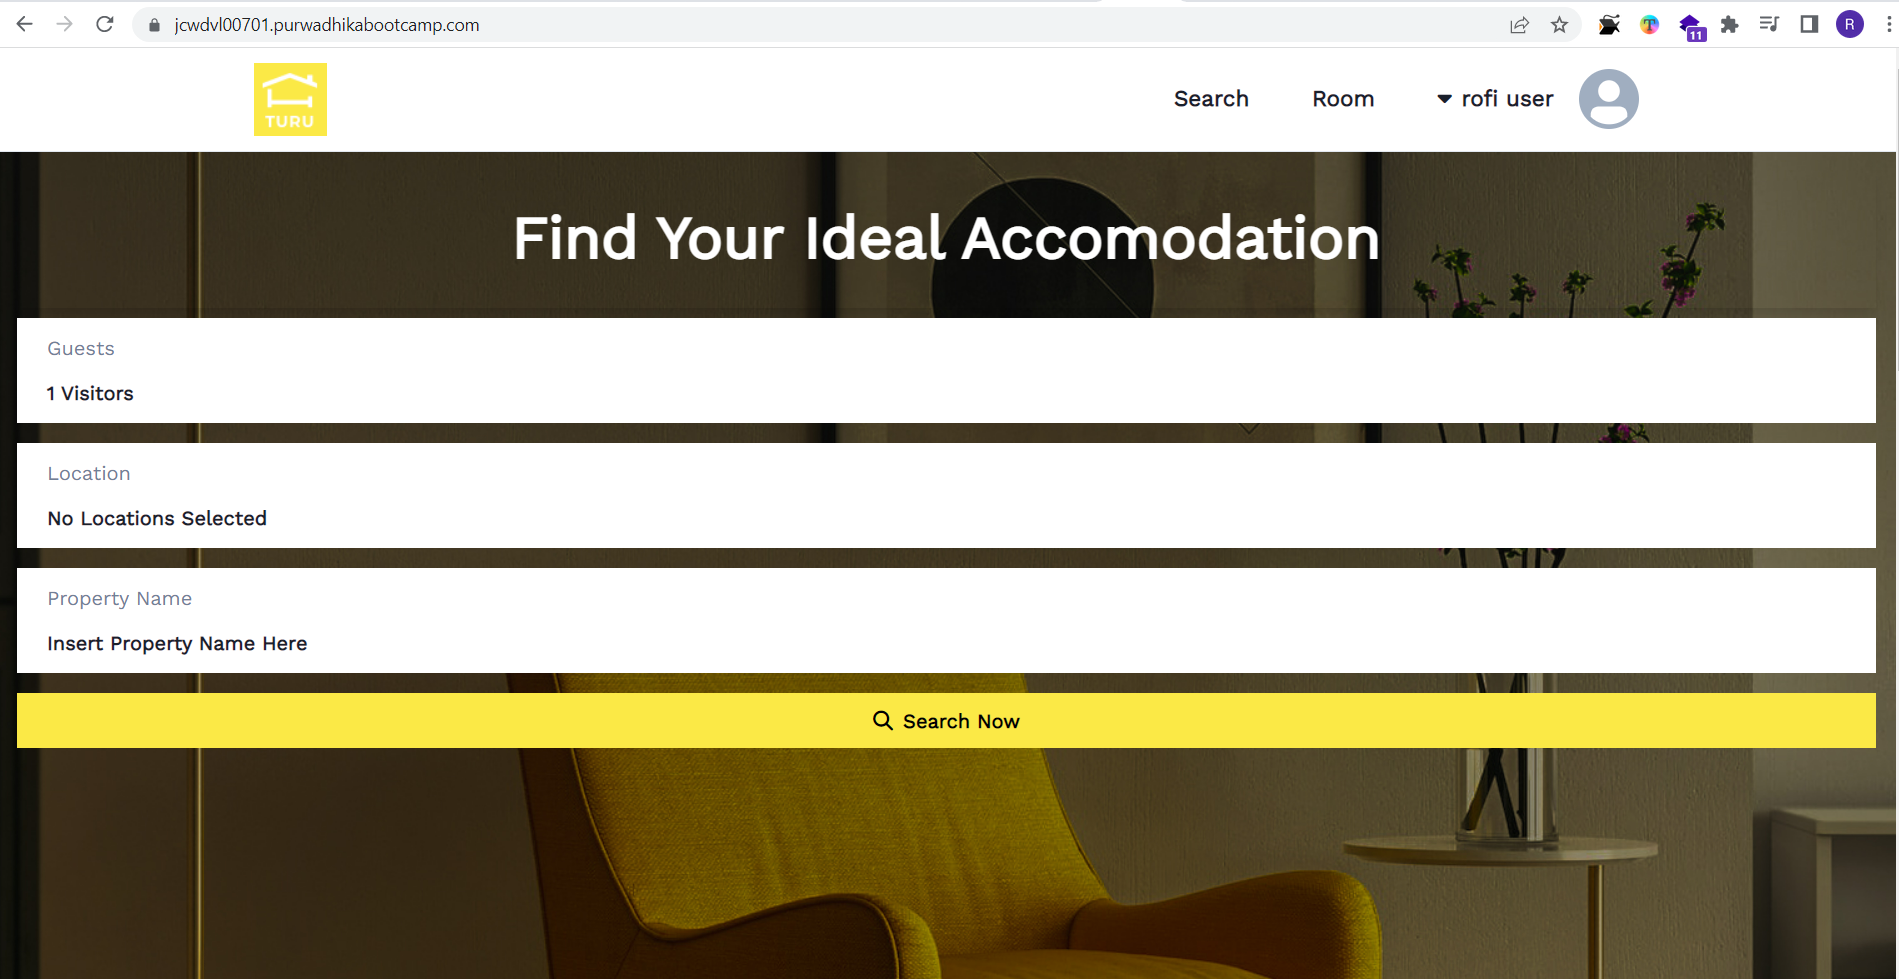 jcwdvl00701.purwadhikabootcamp.com
T
11
R
TURU
Search
Room
rofi user
Find Your Ideal Accomodation
Guests
1 Visitors
Location
No Locations Selected
Property Name
Insert Property Name Here
Search Now